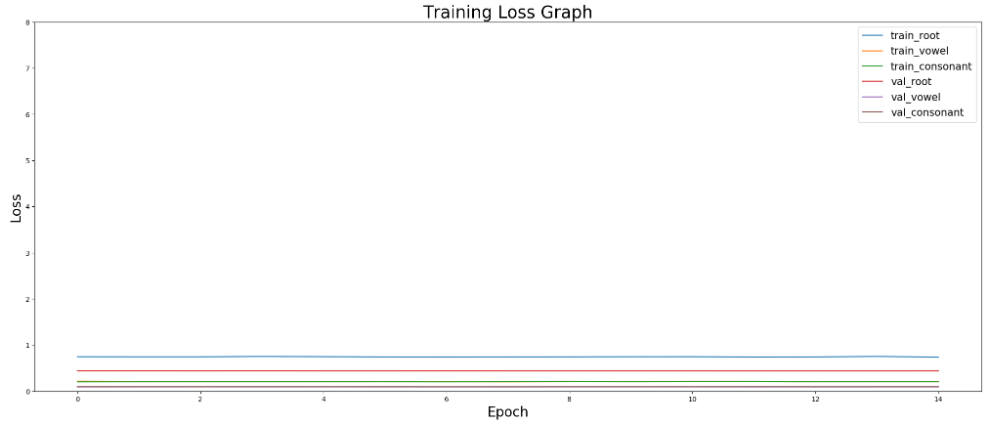 Training Loss Graph
8
7
6
5
4
3
2
1
0
Loss
train_root
train_vowel
train_consonant
val_root
val_vowel
val_consonant
0 2 4 6 8 10 12 14
Epoch